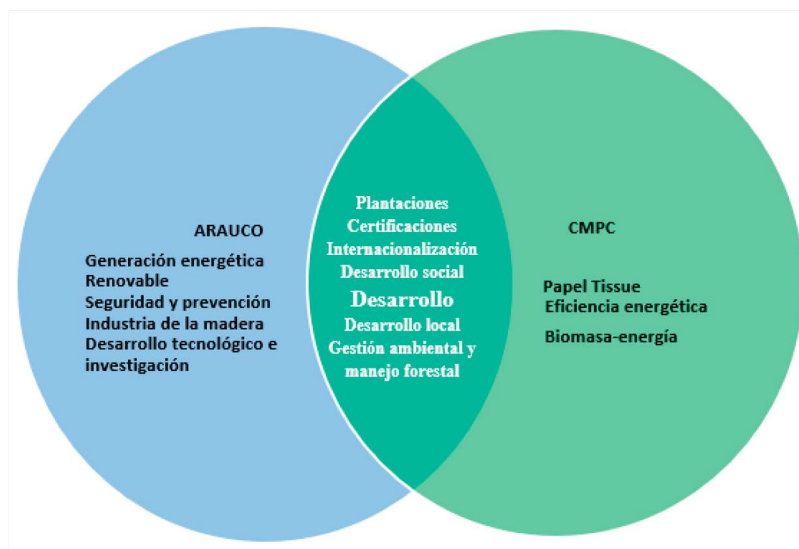 ARAUCO
Generación energética
Renovable
Seguridad y prevención
Industria de la madera
Desarrollo tecnológico e
investigación
Plantaciones
Certificaciones
Internacionalización
Desarrollo social
Desarrollo
Desarrollo local
Gestión ambiental y
manejo forestal
CMPC
Papel Tissue
Eficiencia energética
Biomasa-energía